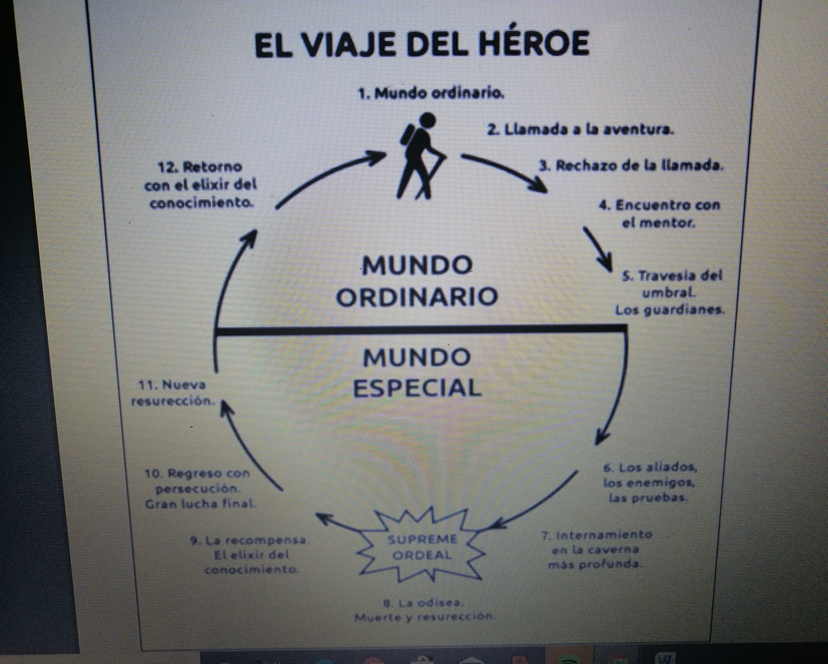 EL VIAJE DEL HÉROE
1. Mundo ordinario.
2. Llamada a la aventura.
3. Rechazo de la llamada.
4. Encuentro con
el mentor.
5. Travesia del
umbral.
Los guardianes.
MUNDO
ORDINARIO
MUNDO
ESPECIAL
6. Los aliados,
los enemigos,
las pruebas.
7. Internamiento
en la caverna
más profunda.
SUPREME
ORDEAL
8. La odisea.
Muerte y resurección.
9. La recompensa.
El elixir del
conocimiento.
10. Regreso con
persecución.
Gran lucha final.
11. Nueva
resurección.
12. Retorno
con el elixir del
conocimiento.